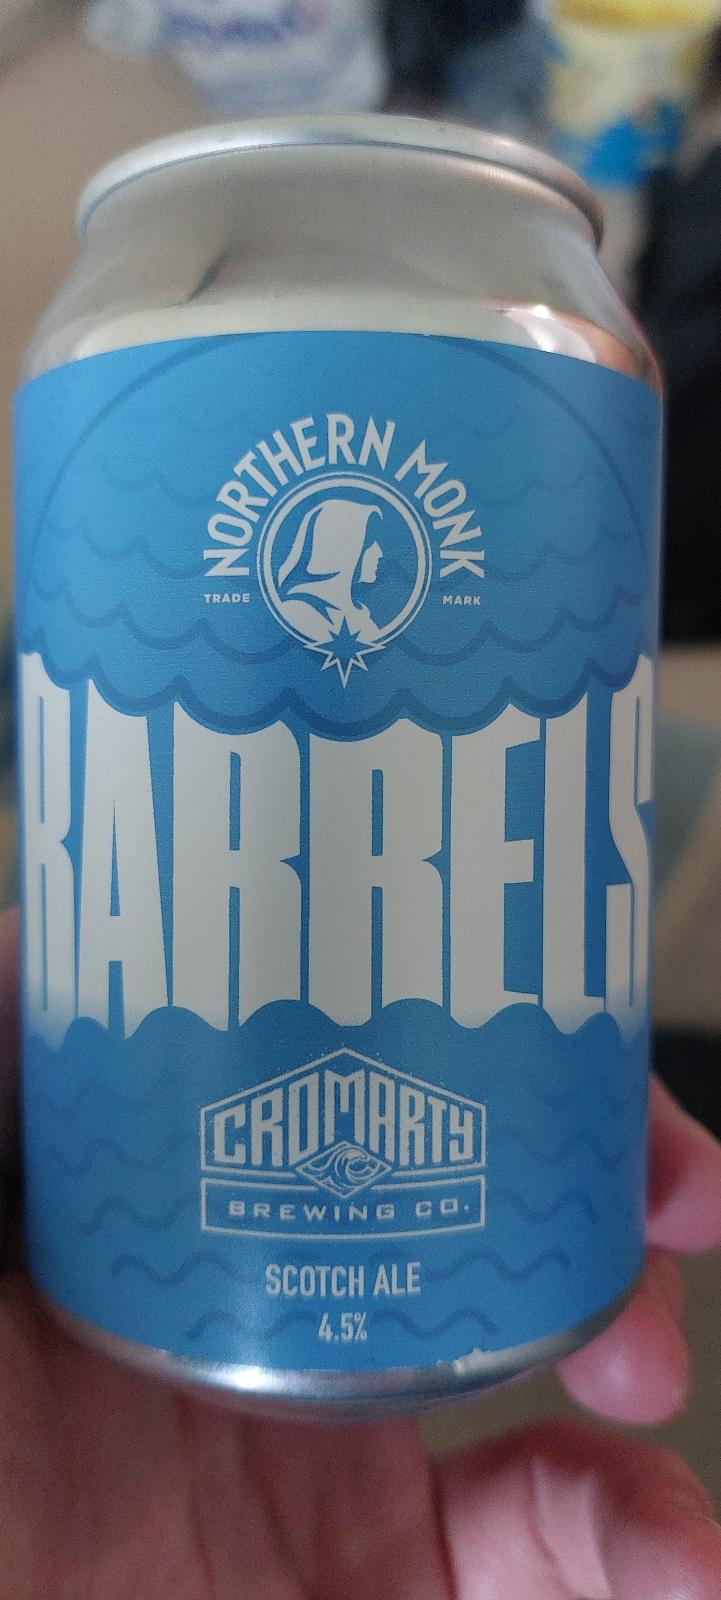 NORTHERN MONK
TRADE MARK
BARRELS
CROMARTY
BREWING CO.
SCOTCH ALE
4.5%